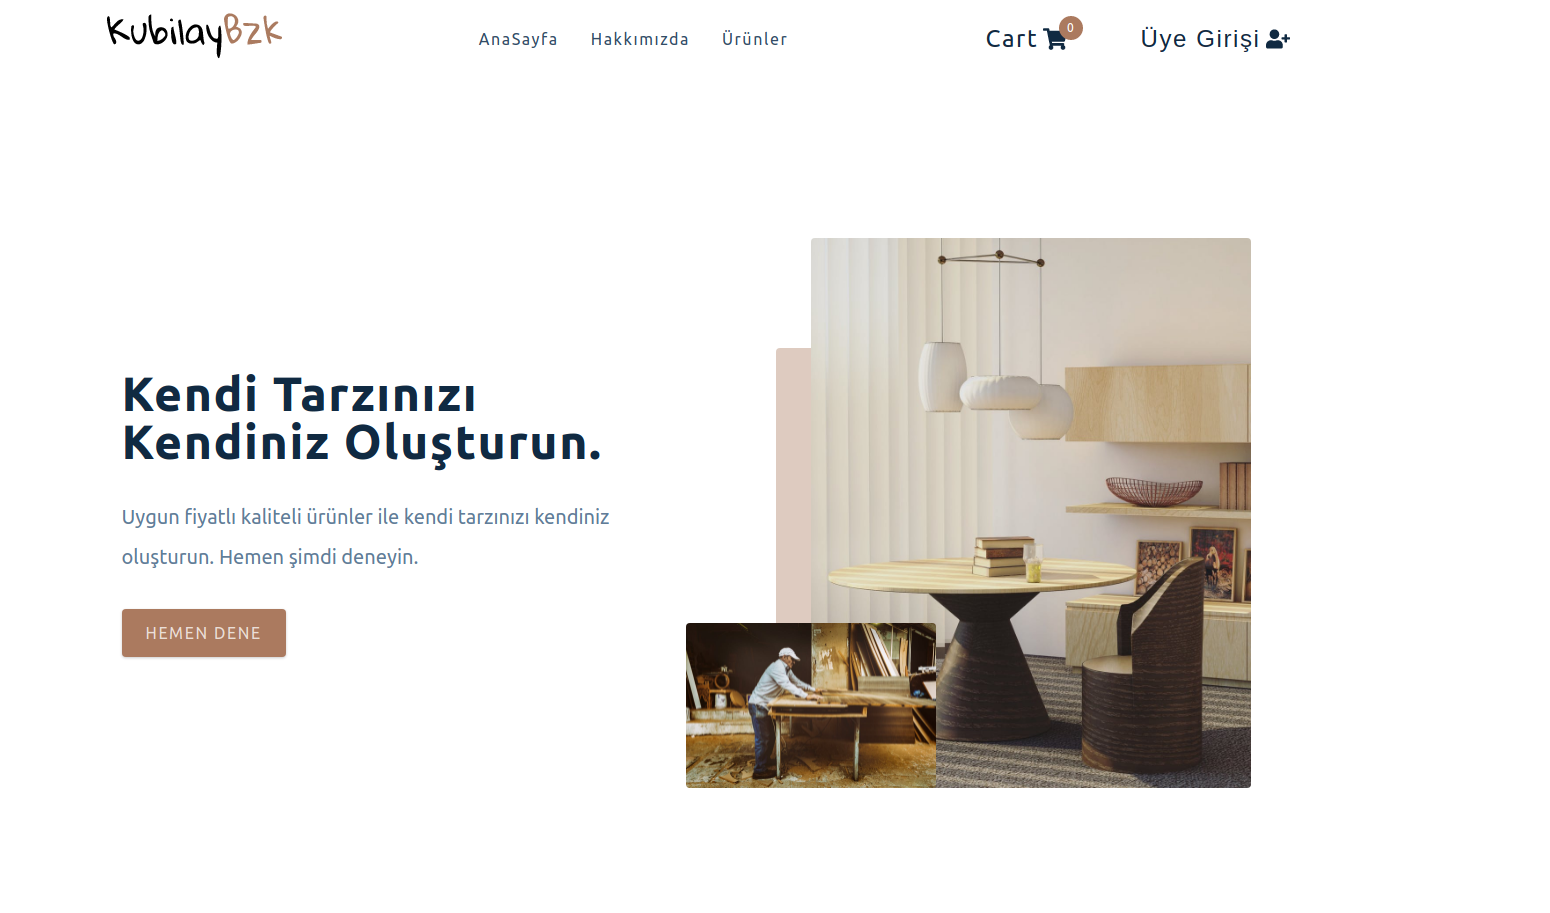 KubilayBzk
AnaSayfa Hakkımızda Ürünler Cart 0 Üye Girişi
Kendi Tarzınızı
Kendiniz Oluşturun.
Uygun fiyatlı kaliteli ürünler ile kendi tarzınızı kendiniz
oluşturun. Hemen şimdi deneyin.
HEMEN DENE